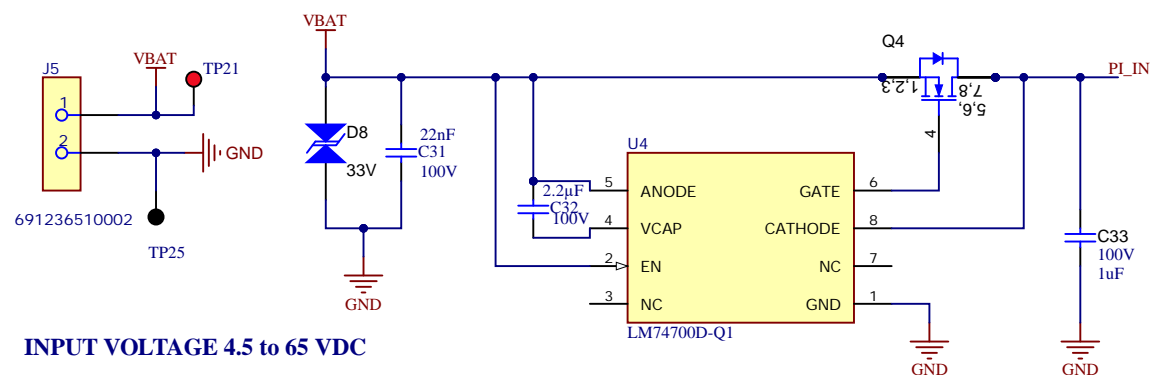 VBAT
J5
VBAT
TP21
1
2
GND
691236510002
TP25
D8
33V
22nF
C31
100V
GND
2.2µF
C32
100V
Q4
1,2,3
5,6,
7,8
4
PI_IN
U4
5 ANODE GATE 6
4 VCAP CATHODE 8
2 EN NC 7
3 NC GND 1
LM74700D-Q1
GND
C33
100V
1uF
GND
INPUT VOLTAGE 4.5 to 65 VDC